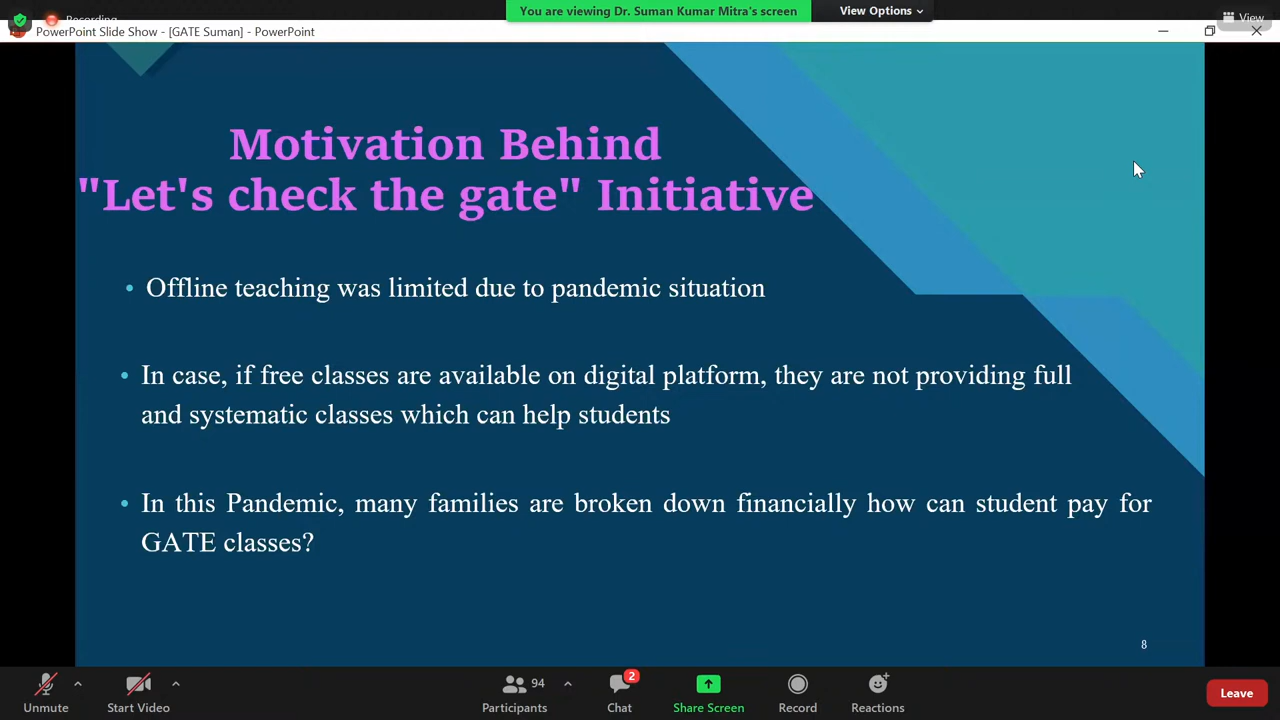 Recording
You are viewing Dr. Suman Kumar Mitra's screen
View Options
View
PowerPoint Slide Show - [GATE Suman] - PowerPoint
Motivation Behind
"Let's check the gate" Initiative
• Offline teaching was limited due to pandemic situation
• In case, if free classes are available on digital platform, they are not providing full
and systematic classes which can help students
• In this Pandemic, many families are broken down financially how can student pay for
GATE classes?
8
94
2
Unmute
Start Video
Participants
Chat
Share Screen
Record
Reactions
Leave